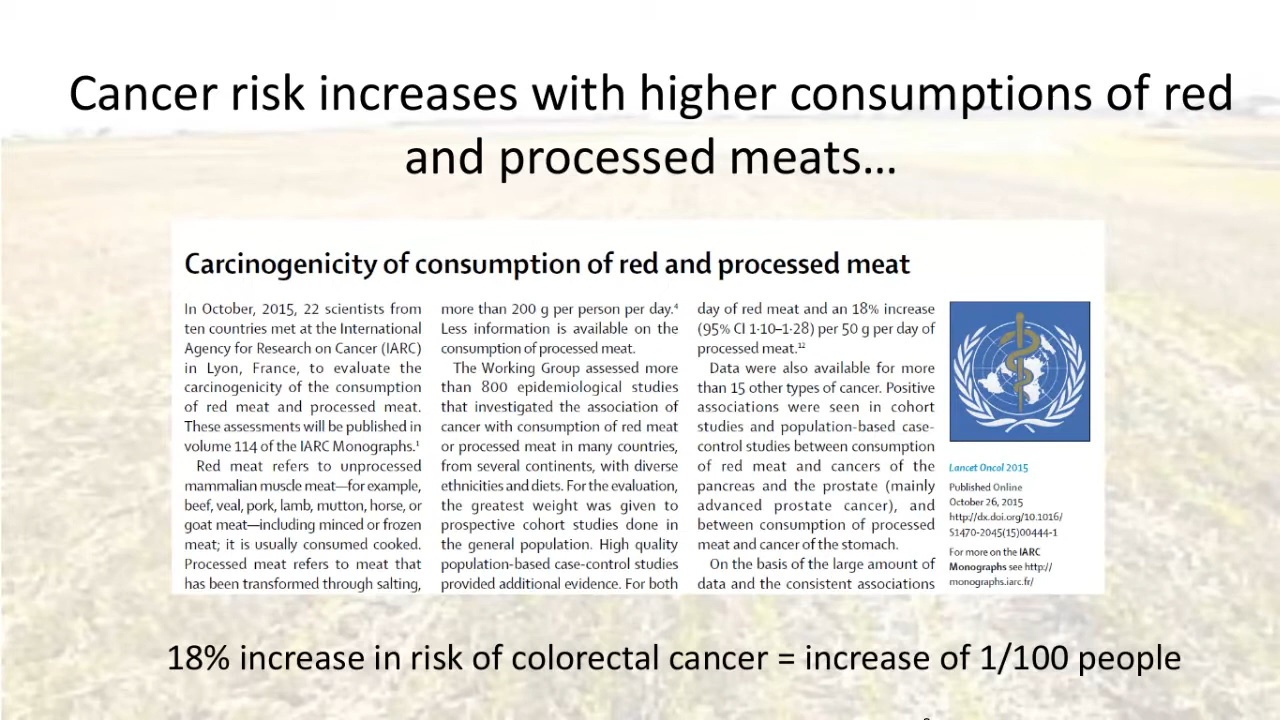 Cancer risk increases with higher consumptions of red
and processed meats…
Carcinogenicity of consumption of red and processed meat
In October, 2015, 22 scientists from
ten countries met at the International
Agency for Research on Cancer (IARC)
in Lyon, France, to evaluate the
carcinogenicity of the consumption
of red meat and processed meat.
These assessments will be published in
volume 114 of the IARC Monographs.¹
Red meat refers to unprocessed
mammalian muscle meat—for example,
beef, veal, pork, lamb, mutton, horse, or
goat meat—including minced or frozen
meat; it is usually consumed cooked.
Processed meat refers to meat that
has been transformed through salting,
more than 200 g per person per day.⁴
Less information is available on the
consumption of processed meat.
The Working Group assessed more
than 800 epidemiological studies
that investigated the association of
cancer with consumption of red meat
or processed meat in many countries,
from several continents, with diverse
ethnicities and diets. For the evaluation,
the greatest weight was given to
prospective cohort studies done in
the general population. High quality
population-based case-control studies
provided additional evidence. For both
day of red meat and an 18% increase
(95% CI 1·10–1·28) per 50 g per day of
processed meat.¹²
Data were also available for more
than 15 other types of cancer. Positive
associations were seen in cohort
studies and population-based case-
control studies between consumption
of red meat and cancers of the
pancreas and the prostate (mainly
advanced prostate cancer), and
between consumption of processed
meat and cancer of the stomach.
On the basis of the large amount of
data and the consistent associations
Lancet Oncol 2015
Published Online
October 26, 2015
http://dx.doi.org/10.1016/
S1470-2045(15)00444-1
For more on the IARC
Monographs see http://
monographs.iarc.fr/
18% increase in risk of colorectal cancer = increase of 1/100 people